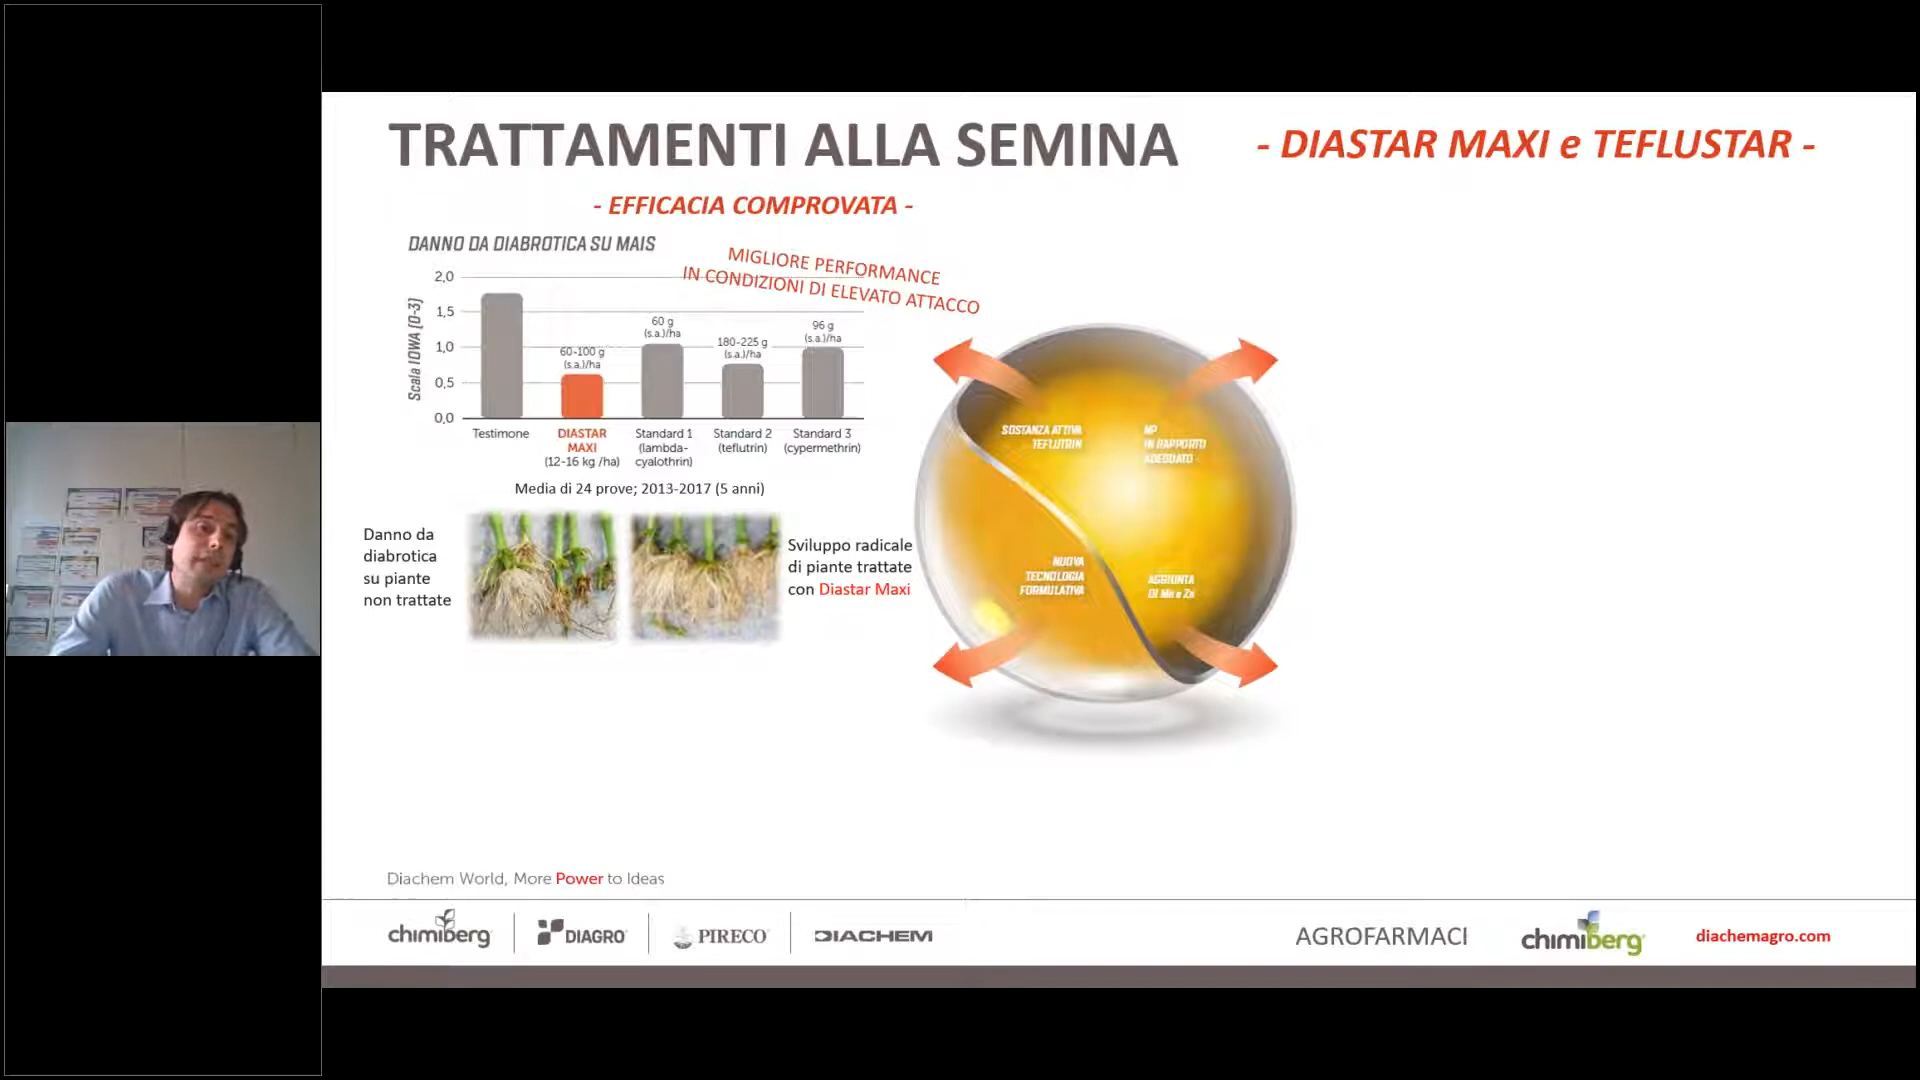 TRATTAMENTI ALLA SEMINA
- DIASTAR MAXI e TEFLUSTAR -
- EFFICACIA COMPROVATA -
DANNO DA DIABROTICA SU MAIS
MIGLIORE PERFORMANCE
IN CONDIZIONI DI ELEVATO ATTACCO
Scala IOWA (0-3)
2,0
1,5
1,0
0,5
0,0
60-100 g
(s.a.)/ha
60 g
(s.a.)/ha
180-225 g
(s.a.)/ha
96 g
(s.a.)/ha
Testimone
DIASTAR
MAXI
(12-16 kg /ha)
Standard 1
(lambda-
cyalothrin)
Standard 2
(teflutrin)
Standard 3
(cypermethrin)
Media di 24 prove; 2013-2017 (5 anni)
Danno da
diabrotica
su piante
non trattate
Sviluppo radicale
di piante trattate
con Diastar Maxi
SOSTANZA ATTIVA
TEFLUTRIN
NP
IN RAPPORTO
ADEGUATO
NUOVA
TECNOLOGIA
FORMULATIVA
AGGIUNTA
DI Mn e Zn
Diachem World, More Power to Ideas
chimiberg
DIAGRO
PIRECO
DIACHEM
AGROFARMACI
chimiberg
diachemagro.com